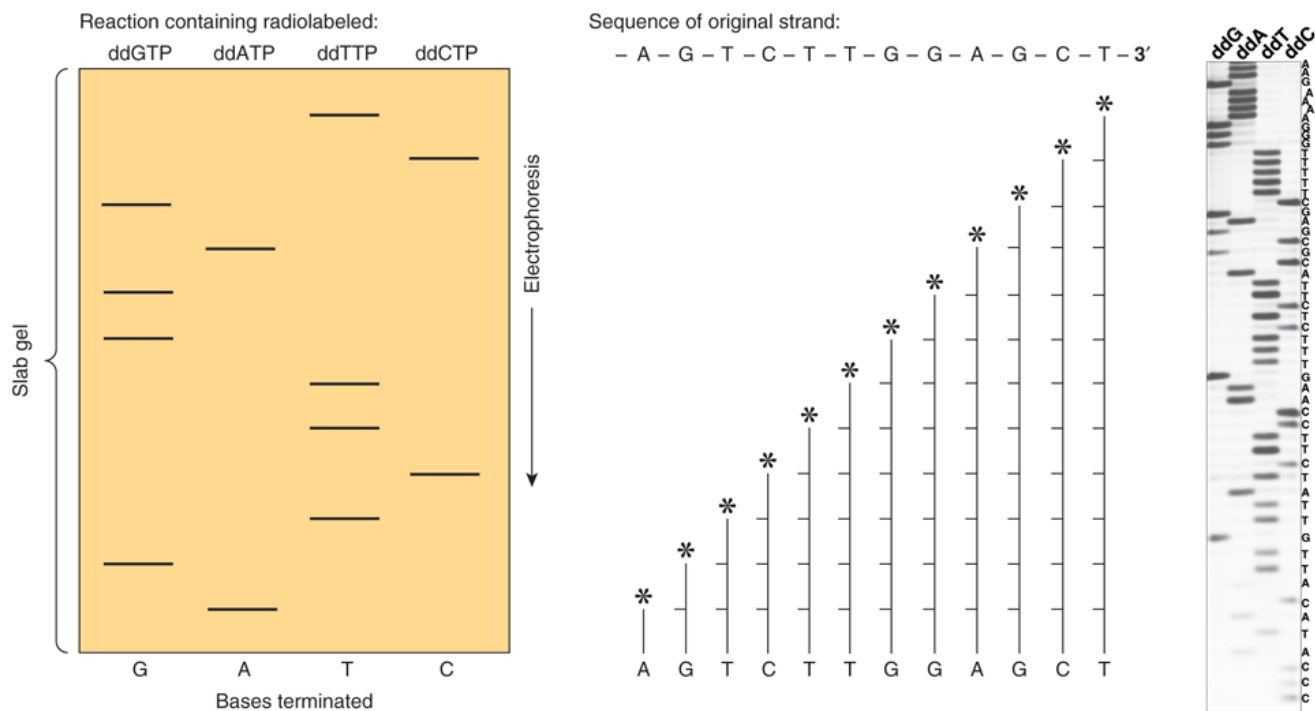 Reaction containing radiolabeled:
ddGTP ddATP ddTTP ddCTP
Slab gel
Electrophoresis
G A T C
Bases terminated
Sequence of original strand:
– A – G – T – C – T – T – G – G – A – G – C – T – 3′
*
*
*
*
*
*
*
*
*
*
*
*
A G T C T T G G A G C T
ddG ddA ddT ddC
A
A
G
A
A
A
A
G
G
G
T
T
T
T
T
C
G
A
G
C
G
C
A
T
T
C
T
C
T
T
T
G
A
A
C
C
T
T
C
T
A
T
T
G
T
T
A
C
A
T
A
C
C
C